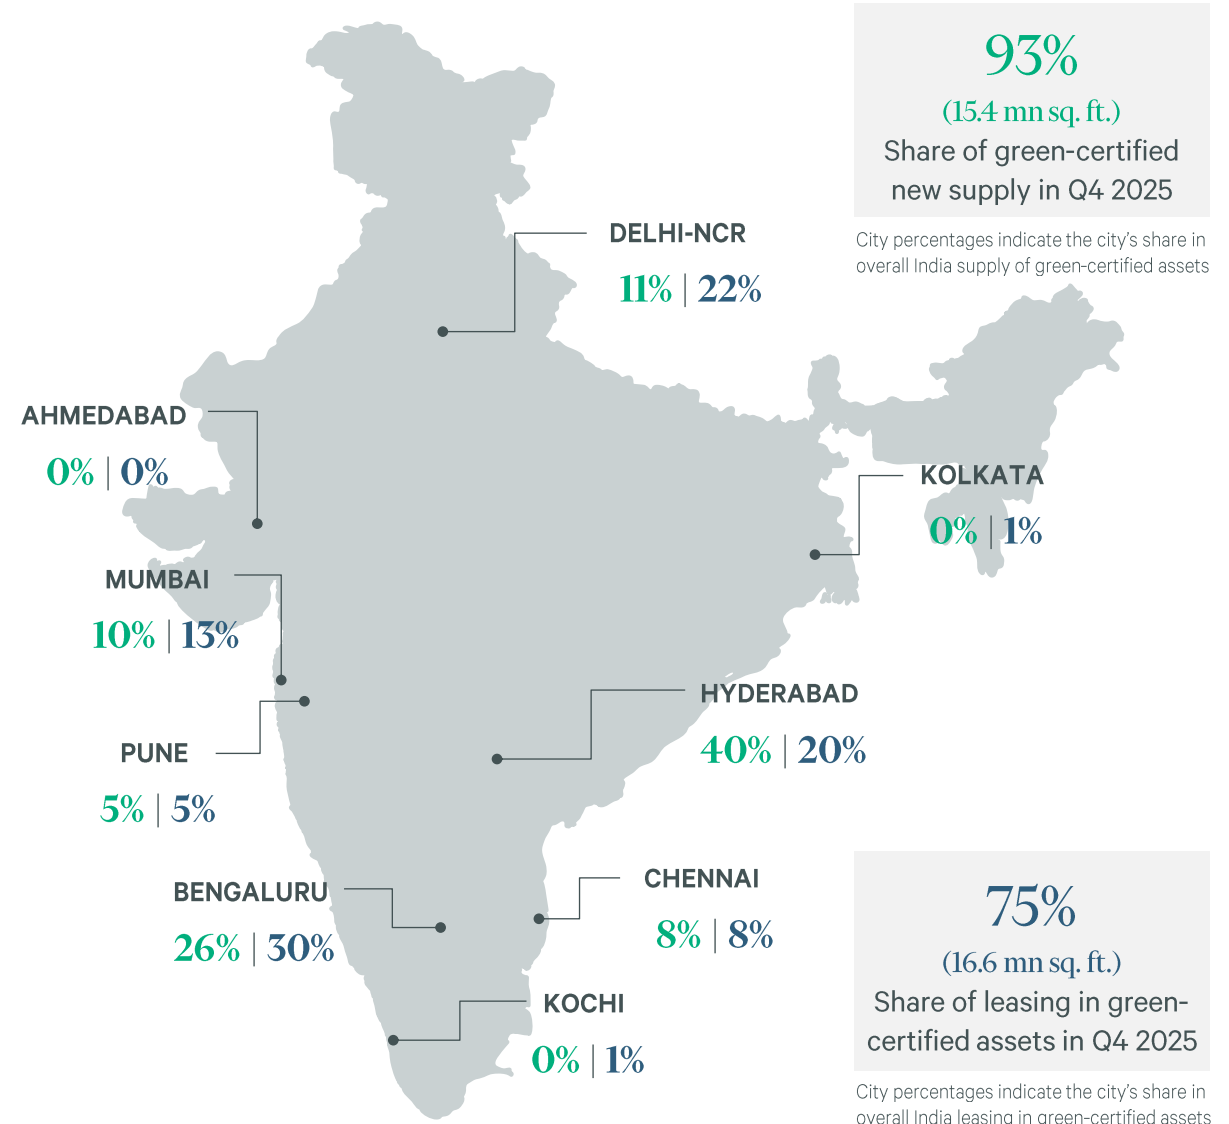 93%
(15.4 mn sq. ft.)
Share of green-certified
new supply in Q4 2025
City percentages indicate the city's share in
overall India supply of green-certified assets
DELHI-NCR
11% | 22%
AHMEDABAD
0% | 0%
KOLKATA
0% | 1%
MUMBAI
10% | 13%
HYDERABAD
40% | 20%
PUNE
5% | 5%
BENGALURU
26% | 30%
CHENNAI
8% | 8%
KOCHI
0% | 1%
75%
(16.6 mn sq. ft.)
Share of leasing in green-
certified assets in Q4 2025
City percentages indicate the city's share in
overall India leasing in green-certified assets